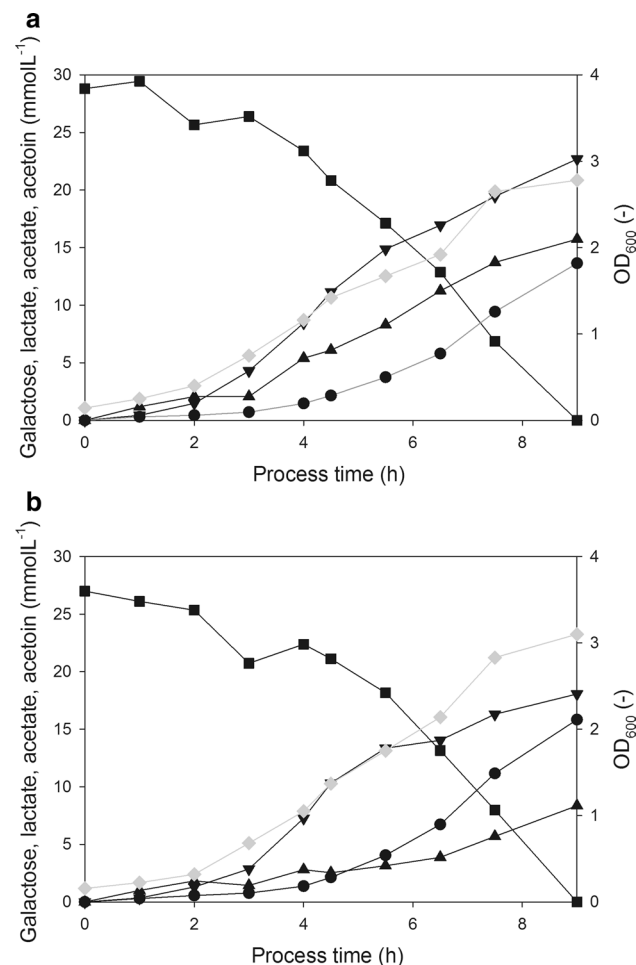 a
Galactose, lactate, acetate, acetoin (mmolL⁻¹)
30
25
20
15
10
5
0
4
3
2
1
0
OD₆₀₀ (-)
0 2 4 6 8
Process time (h)
b
Galactose, lactate, acetate, acetoin (mmolL⁻¹)
30
25
20
15
10
5
0
4
3
2
1
0
OD₆₀₀ (-)
0 2 4 6 8
Process time (h)